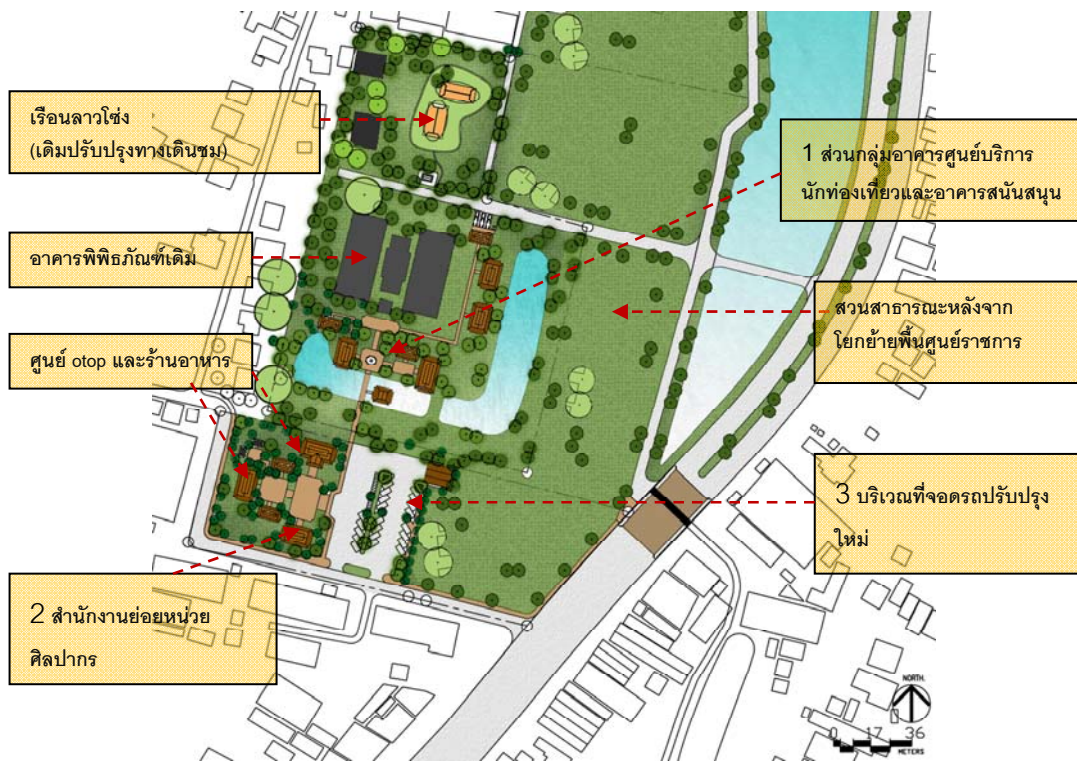 เรือนลาวโซ่ง
(เดิมปรับปรุงทางเดินชม)
1 ส่วนกลุ่มอาคารศูนย์บริการ
นักท่องเที่ยวและอาคารสนันสนุน
อาคารพิพิธภัณฑ์เดิม
สวนสาธารณะหลังจาก
โยกย้ายพื้นศูนย์ราชการ
ศูนย์ otop และร้านอาหาร
3 บริเวณที่จอดรถปรับปรุง
ใหม่
2 สำนักงานย่อยหน่วย
ศิลปากร
NORTH.
0 17 36
METERS